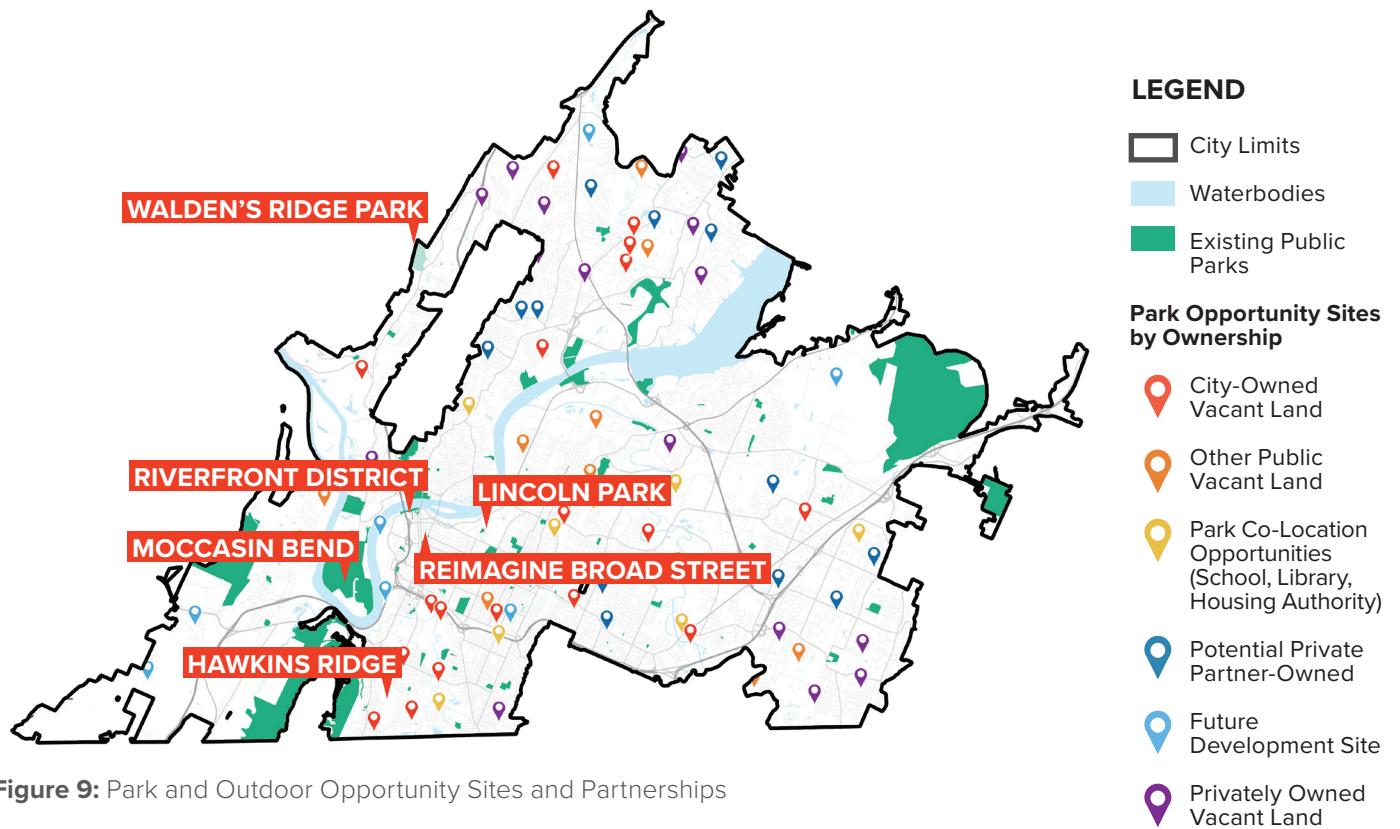 WALDEN'S RIDGE PARK
RIVERFRONT DISTRICT
LINCOLN PARK
MOCCASIN BEND
REIMAGINE BROAD STREET
HAWKINS RIDGE
LEGEND
City Limits
Waterbodies
Existing Public
Parks
Park Opportunity Sites
by Ownership
City-Owned
Vacant Land
Other Public
Vacant Land
Park Co-Location
Opportunities
(School, Library,
Housing Authority)
Potential Private
Partner-Owned
Future
Development Site
Privately Owned
Vacant Land
Figure 9: Park and Outdoor Opportunity Sites and Partnerships